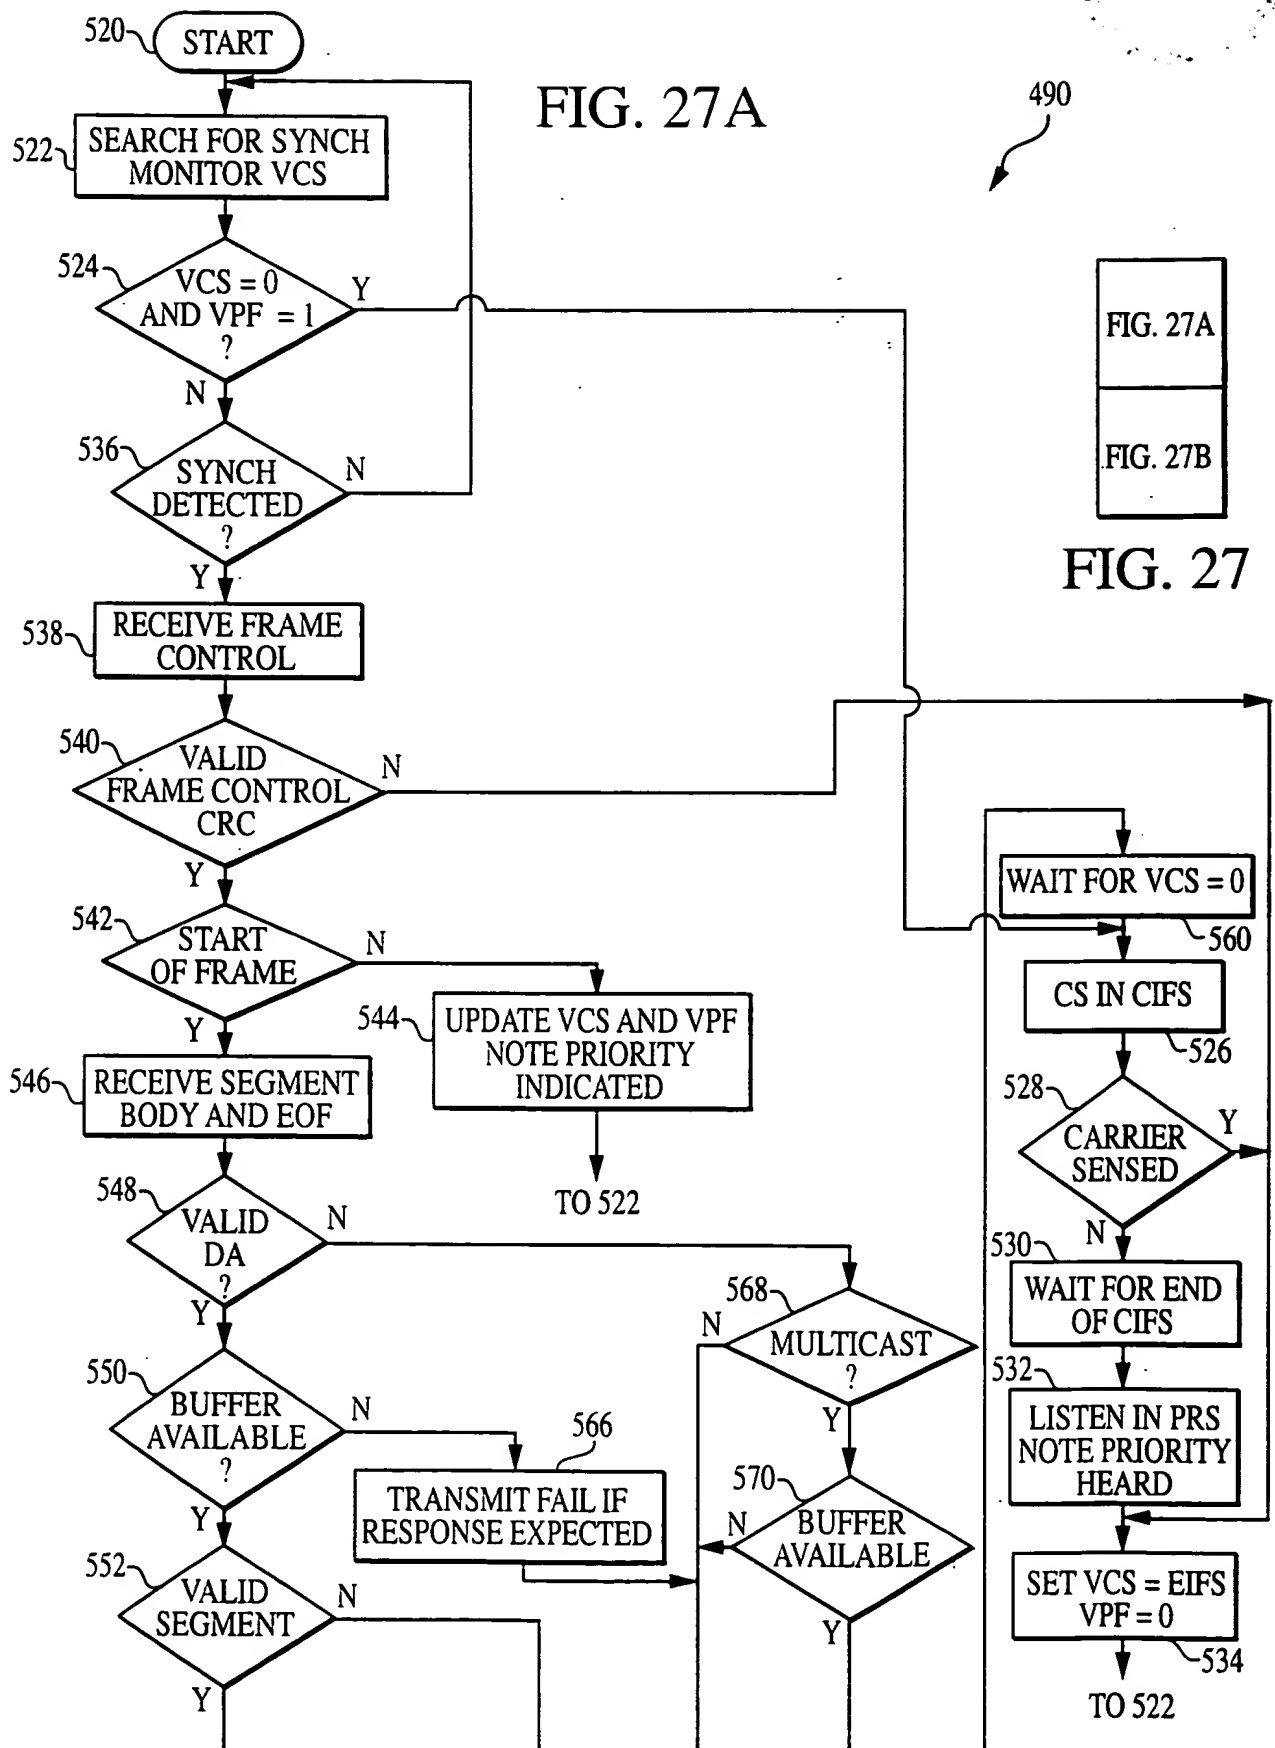 520
START
FIG. 27A
490
522
SEARCH FOR SYNCH
MONITOR VCS
524
VCS = 0
AND VPF = 1
?
Y
N
FIG. 27A
FIG. 27B
FIG. 27
536
SYNCH
DETECTED
?
N
Y
538
RECEIVE FRAME
CONTROL
540
VALID
FRAME CONTROL
CRC
N
Y
WAIT FOR VCS = 0
560
542
START
OF FRAME
N
Y
544
UPDATE VCS AND VPF
NOTE PRIORITY
INDICATED
TO 522
CS IN CIFS
526
546
RECEIVE SEGMENT
BODY AND EOF
528
CARRIER
SENSED
Y
N
548
VALID
DA
?
N
Y
530
WAIT FOR END
OF CIFS
568
MULTICAST
?
N
Y
532
LISTEN IN PRS
NOTE PRIORITY
HEARD
550
BUFFER
AVAILABLE
?
N
Y
566
TRANSMIT FAIL IF
RESPONSE EXPECTED
570
BUFFER
AVAILABLE
N
Y
552
VALID
SEGMENT
N
Y
SET VCS = EIFS
VPF = 0
534
TO 522